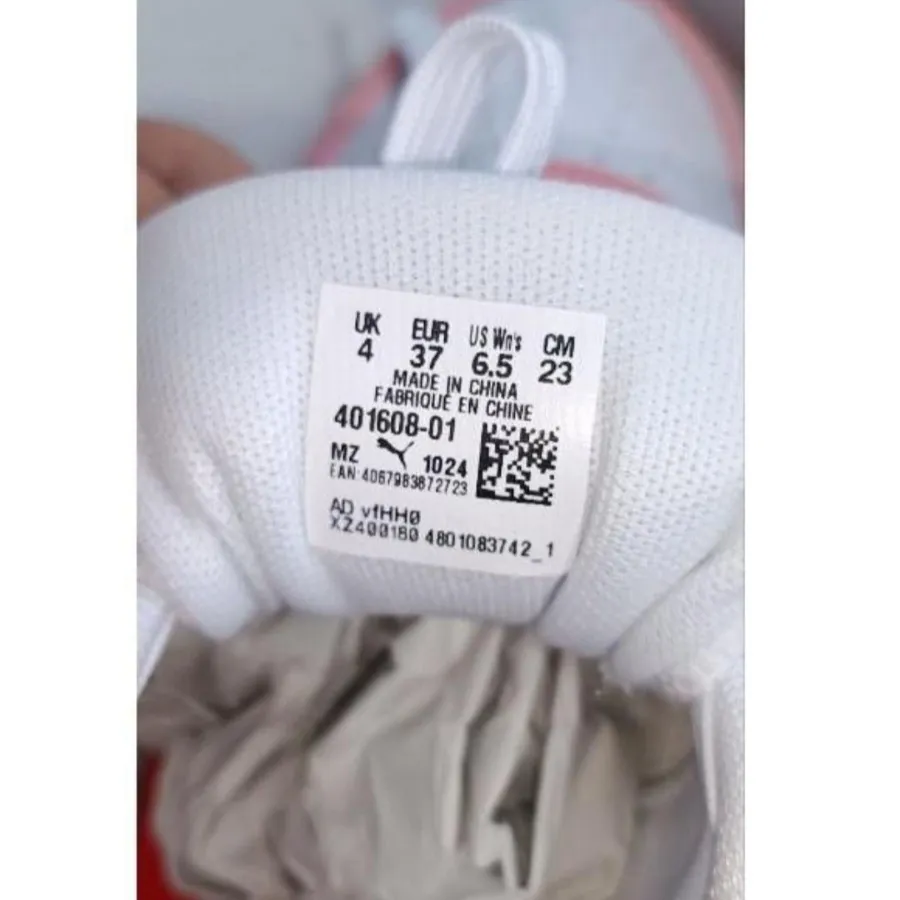 UK EUR US Wn's CM
4 37 6.5 23
MADE IN CHINA
FABRIQUÉ EN CHINE
401608-01
MZ 1024
EAN:4067983872723
AD vfHH0
XZ400180 4801083742_1